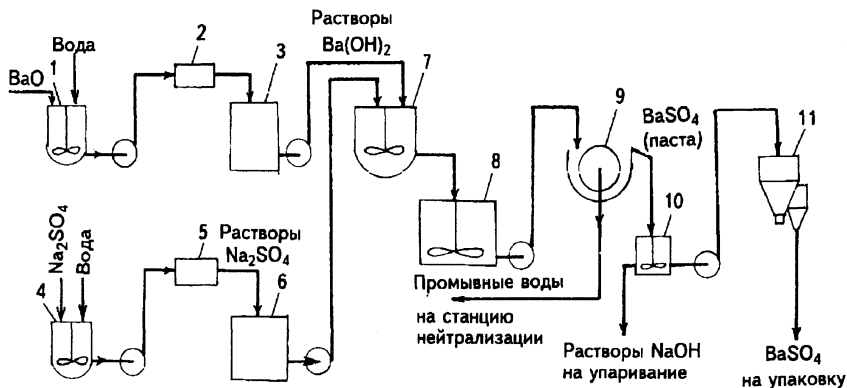 Растворы
Ba(OH)₂
Вода
BaO
1
2
3
7
9
BaSO₄
(паста)
11
8
10
Na₂SO₄
Вода
4
5
Растворы
Na₂SO₄
6
Промывные воды
на станцию
нейтрализации
Растворы NaOH
на упаривание
BaSO₄
на упаковку